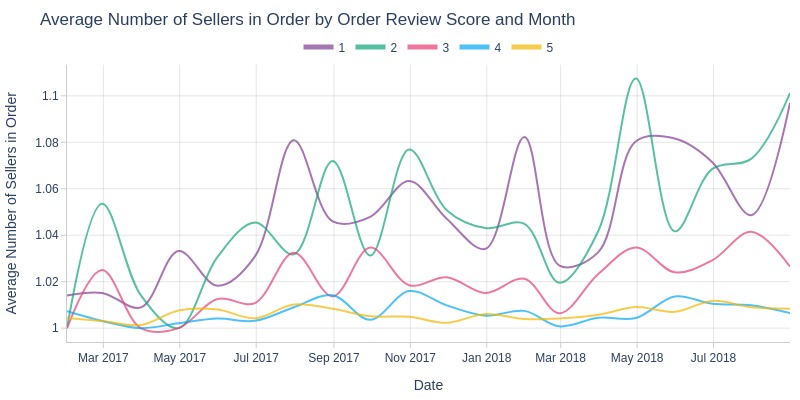 Average Number of Sellers in Order by Order Review Score and Month
1 2 3 4 5
Average Number of Sellers in Order
1.1
1.08
1.06
1.04
1.02
1
Mar 2017 May 2017 Jul 2017 Sep 2017 Nov 2017 Jan 2018 Mar 2018 May 2018 Jul 2018
Date